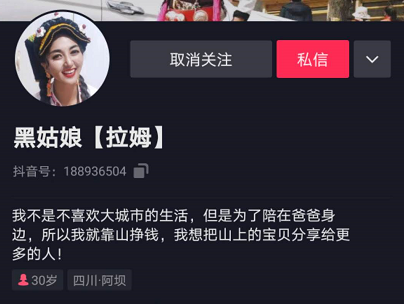 取消关注
私信
黑姑娘【拉姆】
抖音号：188936504
我不是不喜欢大城市的生活，但是为了陪在爸爸身
边，所以我就靠山挣钱，我想把山上的宝贝分享给更
多的人！
30岁
四川·阿坝